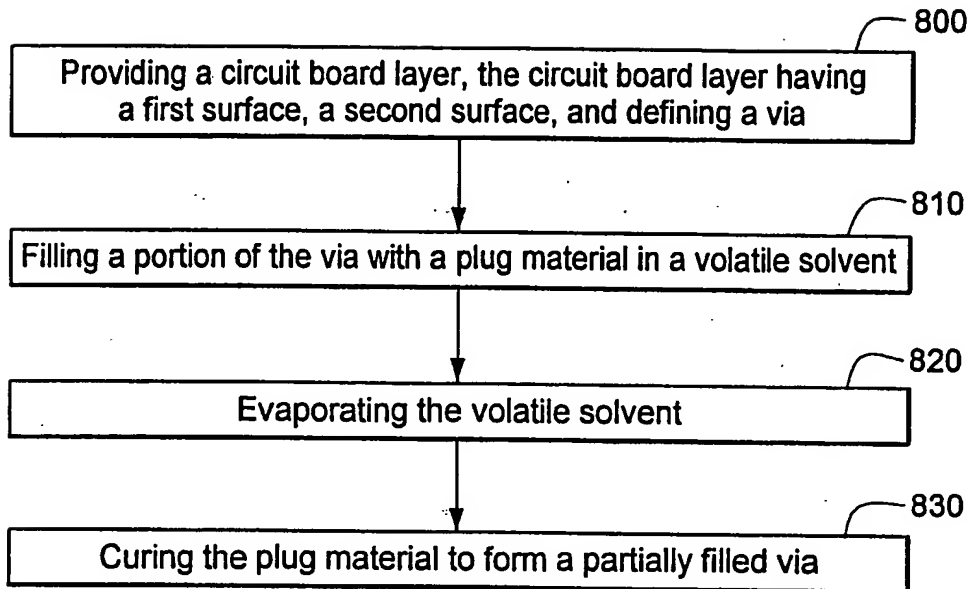 800
Providing a circuit board layer, the circuit board layer having
a first surface, a second surface, and defining a via
810
Filling a portion of the via with a plug material in a volatile solvent
820
Evaporating the volatile solvent
830
Curing the plug material to form a partially filled via